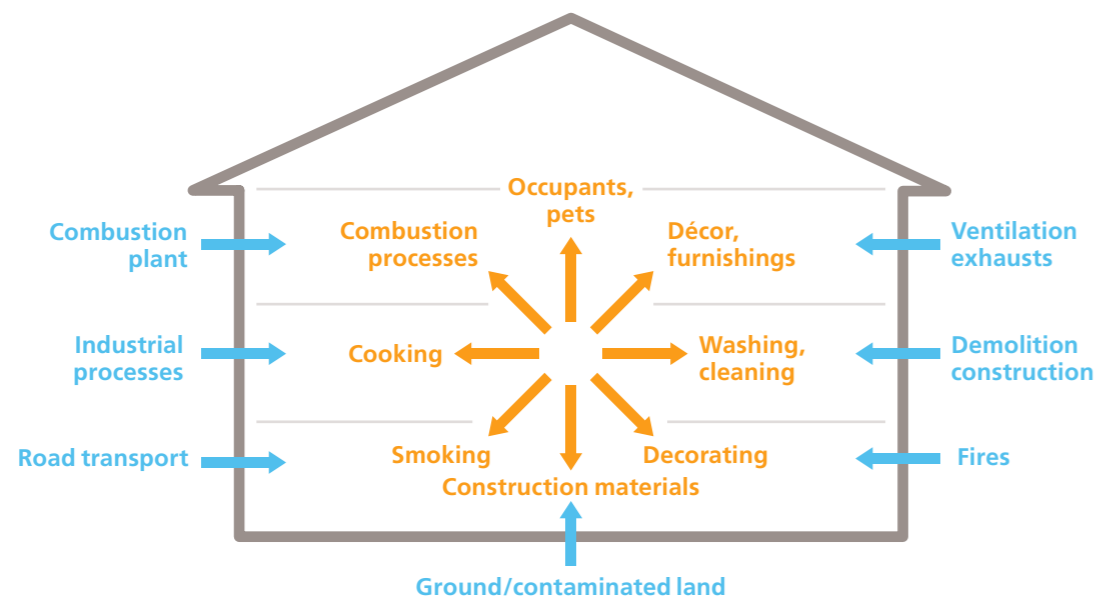 Occupants,
pets
Combustion
plant
Combustion
processes
Décor,
furnishings
Ventilation
exhausts
Industrial
processes
Cooking
Washing,
cleaning
Demolition
construction
Road transport
Smoking
Decorating
Fires
Construction materials
Ground/contaminated land